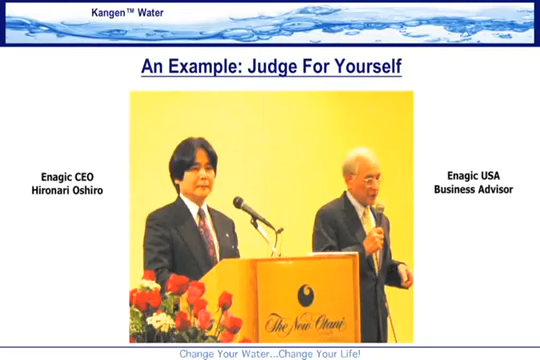 Kangen™ Water
An Example: Judge For Yourself
Enagic CEO
Hironari Oshiro
Enagic USA
Business Advisor
The New Otani
Change Your Water...Change Your Life!